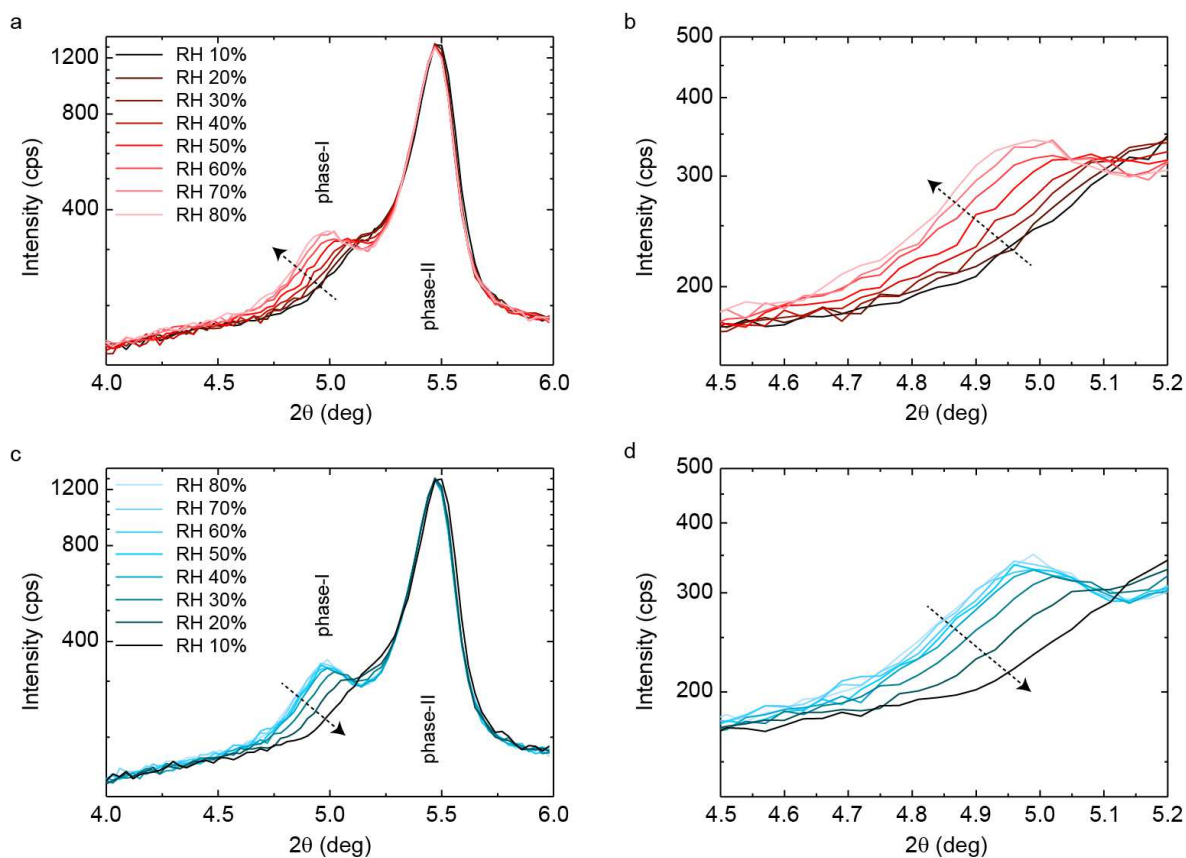 a
1200
800
400
Intensity (cps)
RH 10%
RH 20%
RH 30%
RH 40%
RH 50%
RH 60%
RH 70%
RH 80%
phase-I
phase-II
4.0 4.5 5.0 5.5 6.0
2θ (deg)
b
500
400
300
200
Intensity (cps)
4.5 4.6 4.7 4.8 4.9 5.0 5.1 5.2
2θ (deg)
c
1200
800
400
Intensity (cps)
RH 80%
RH 70%
RH 60%
RH 50%
RH 40%
RH 30%
RH 20%
RH 10%
phase-I
phase-II
4.0 4.5 5.0 5.5 6.0
2θ (deg)
d
500
400
300
200
Intensity (cps)
4.5 4.6 4.7 4.8 4.9 5.0 5.1 5.2
2θ (deg)